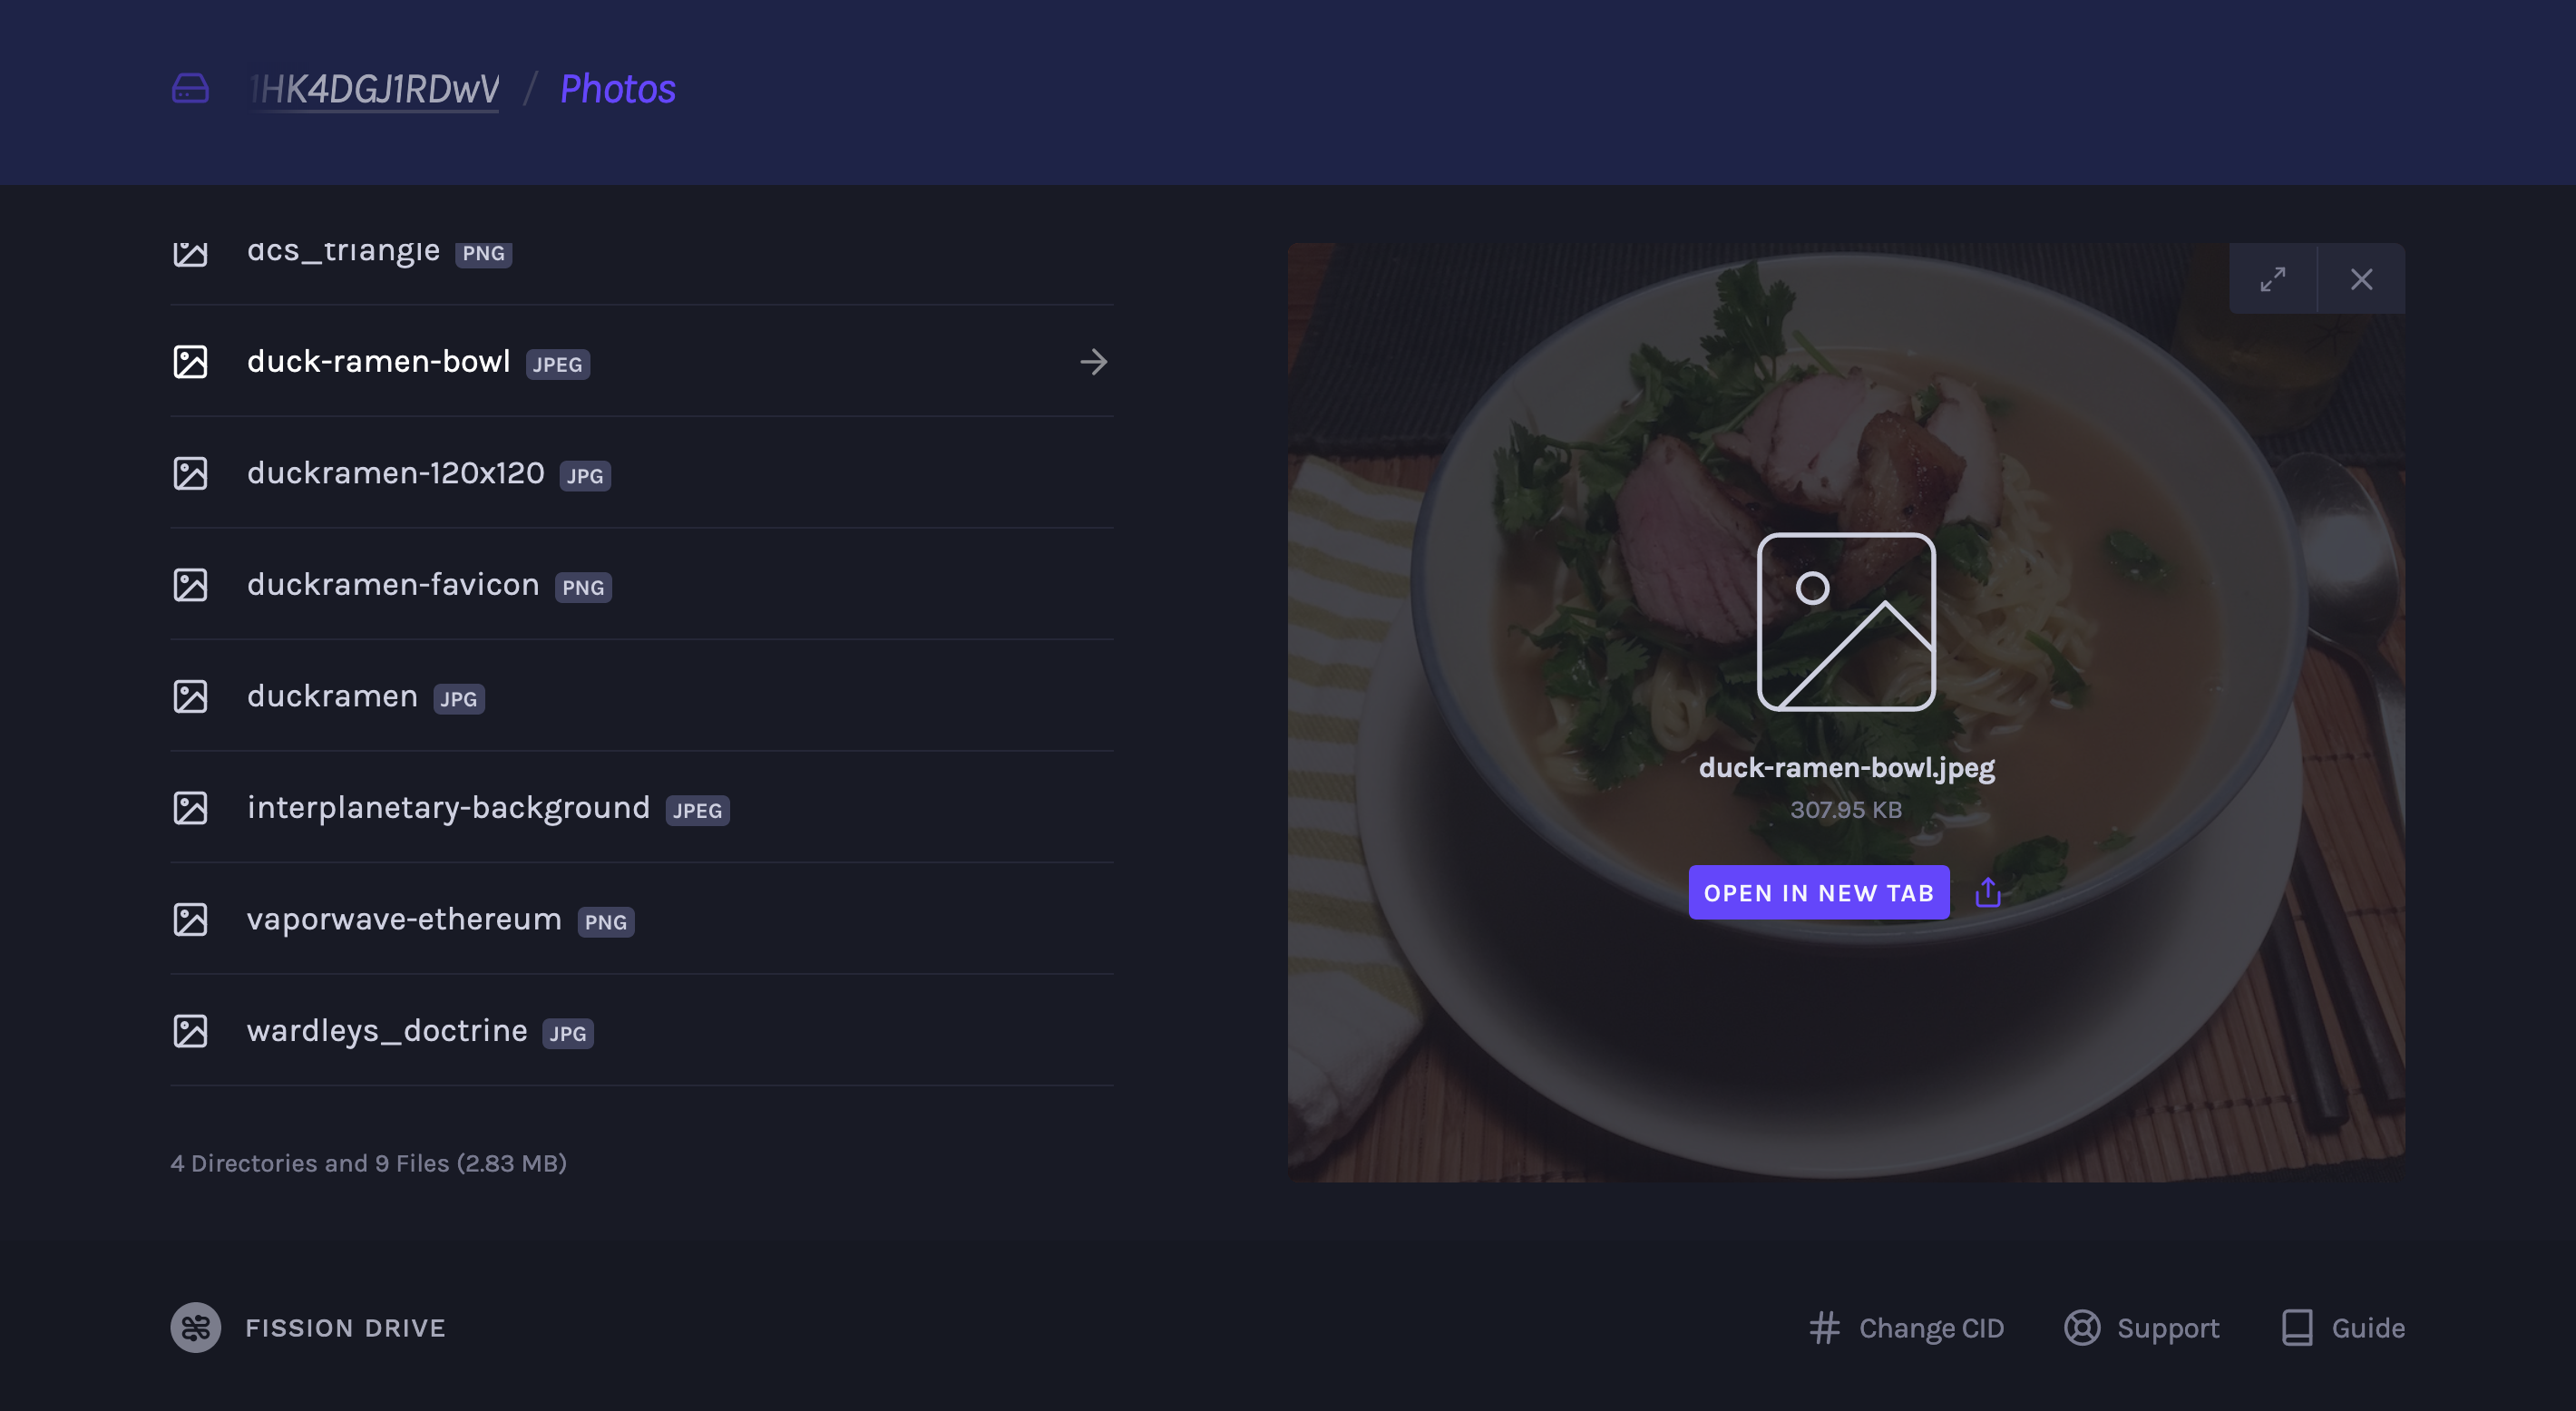 1HK4DGJ1RDwV / Photos
dcs_triangle PNG
duck-ramen-bowl JPEG
duckramen-120x120 JPG
duckramen-favicon PNG
duckramen JPG
interplanetary-background JPEG
vaporwave-ethereum PNG
wardleys_doctrine JPG
4 Directories and 9 Files (2.83 MB)
duck-ramen-bowl.jpeg
307.95 KB
OPEN IN NEW TAB
FISSION DRIVE
# Change CID
Support
Guide